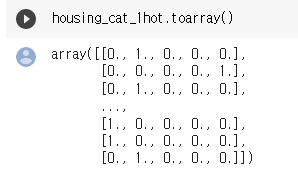 housing_cat_1hot.toarray()
array([[0., 1., 0., 0., 0.],
[0., 0., 0., 0., 1.],
[0., 1., 0., 0., 0.],
...,
[1., 0., 0., 0., 0.],
[1., 0., 0., 0., 0.],
[0., 1., 0., 0., 0.]])